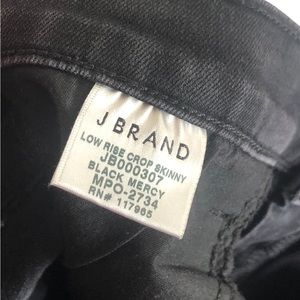 J BRAND
LOW RISE CROP SKINNY
JB000307
BLACK MERCY
MPO-2734
RN# 117965